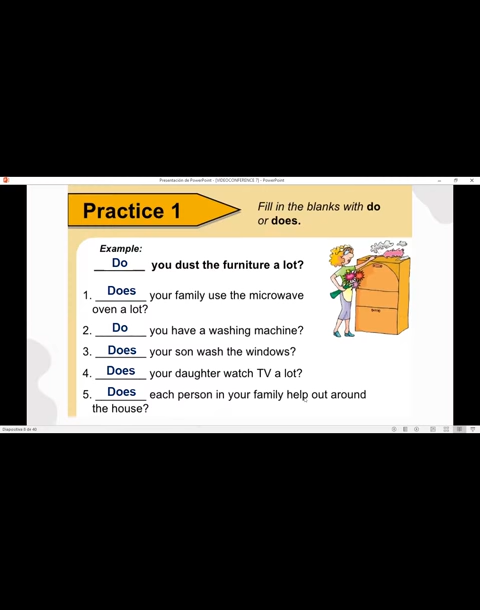 Presentación de PowerPoint - [VIDEOCONFERENCE 7] - PowerPoint
Practice 1
Fill in the blanks with do
or does.
Example:
Do you dust the furniture a lot?
1. Does your family use the microwave
oven a lot?
2. Do you have a washing machine?
3. Does your son wash the windows?
4. Does your daughter watch TV a lot?
5. Does each person in your family help out around
the house?
Diapositiva 8 de 46